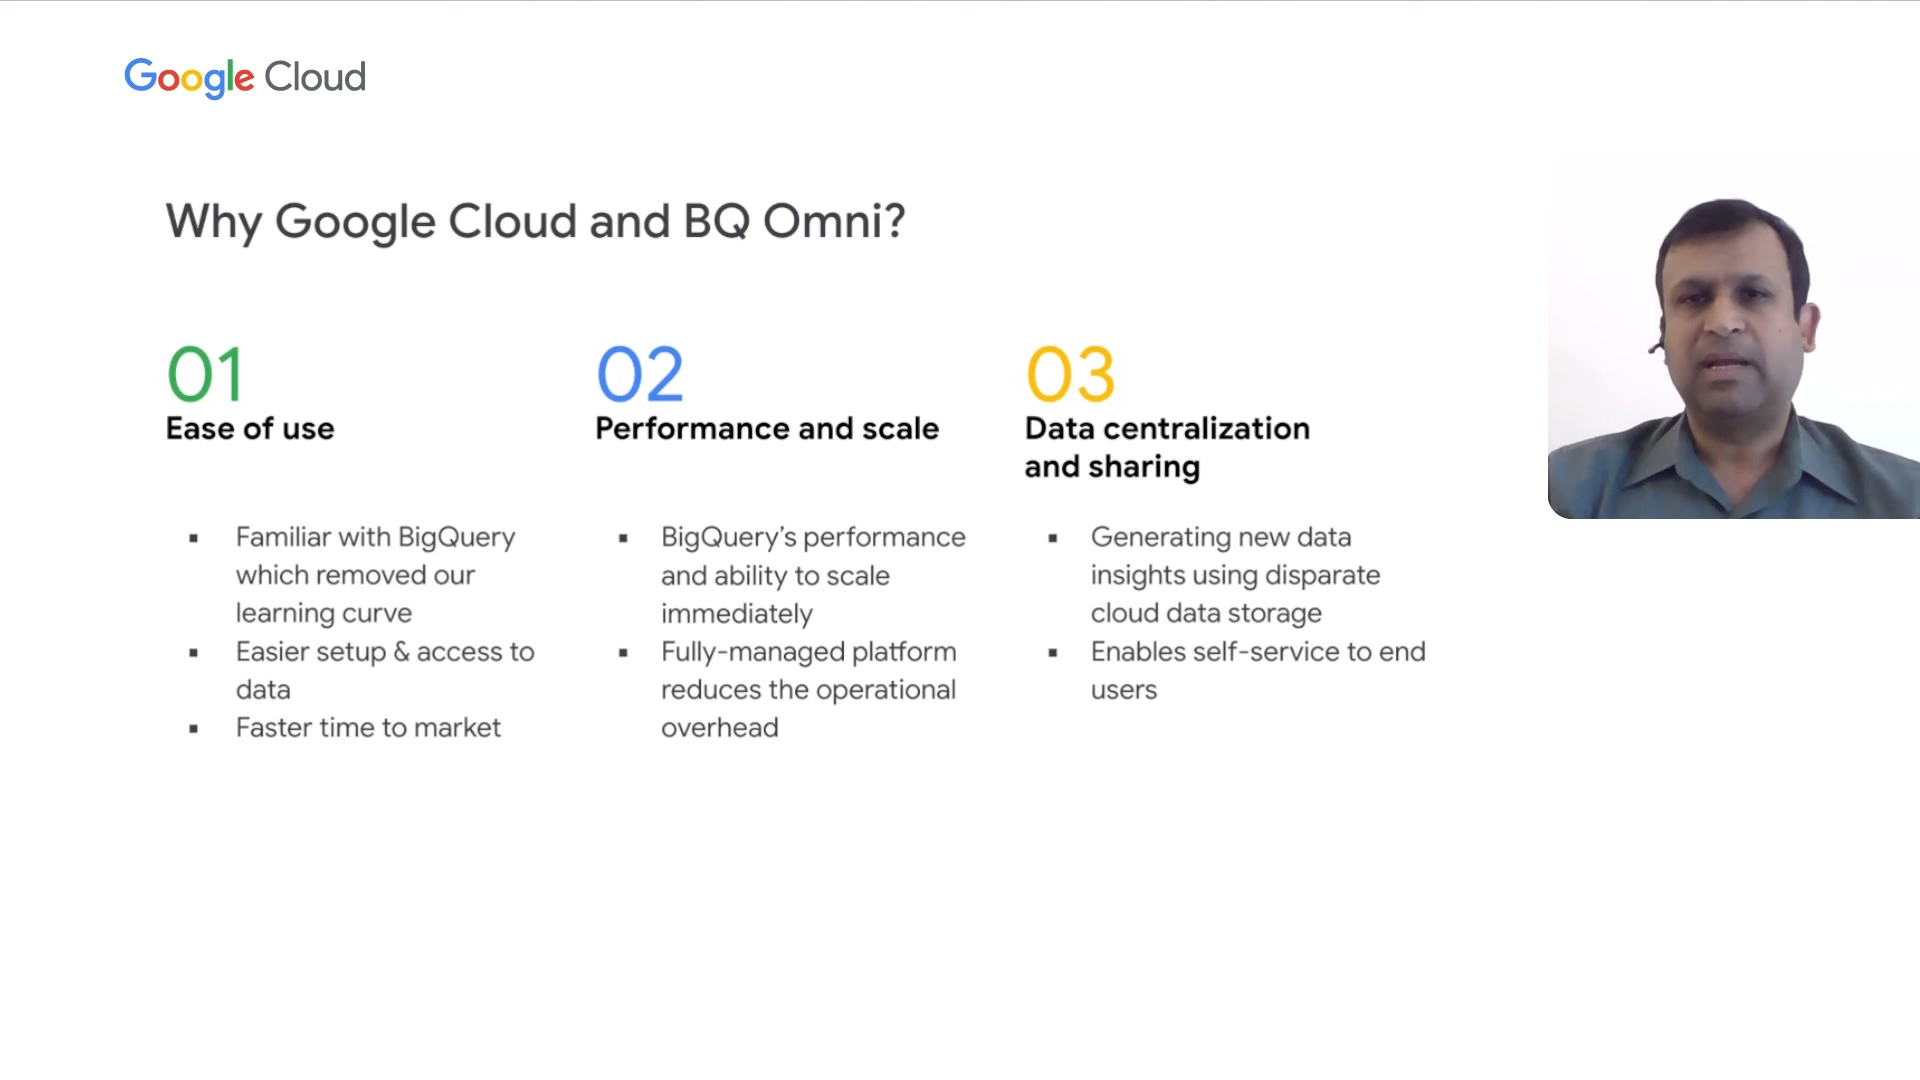 Google Cloud
Why Google Cloud and BQ Omni?
01
Ease of use
▪ Familiar with BigQuery
which removed our
learning curve
▪ Easier setup & access to
data
▪ Faster time to market
02
Performance and scale
▪ BigQuery’s performance
and ability to scale
immediately
▪ Fully-managed platform
reduces the operational
overhead
03
Data centralization
and sharing
▪ Generating new data
insights using disparate
cloud data storage
▪ Enables self-service to end
users